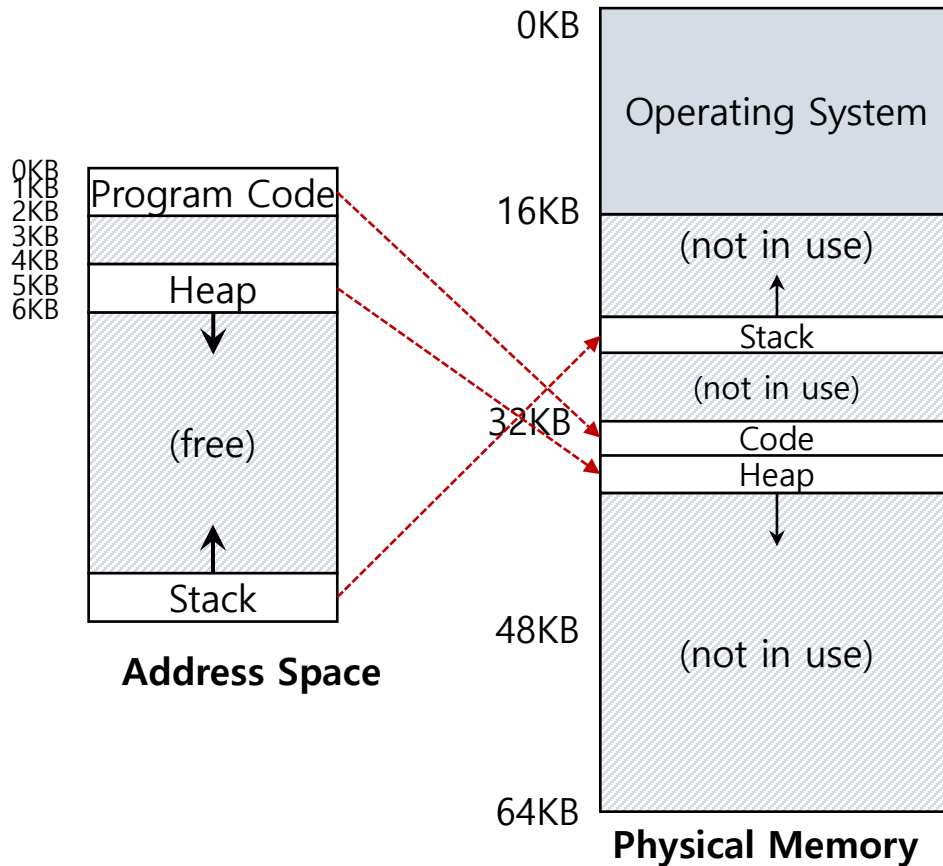 0KB
1KB
2KB
3KB
4KB
5KB
6KB
Program Code
Heap
(free)
Stack
Address Space
0KB
16KB
32KB
48KB
64KB
Operating System
(not in use)
Stack
(not in use)
Code
Heap
(not in use)
Physical Memory